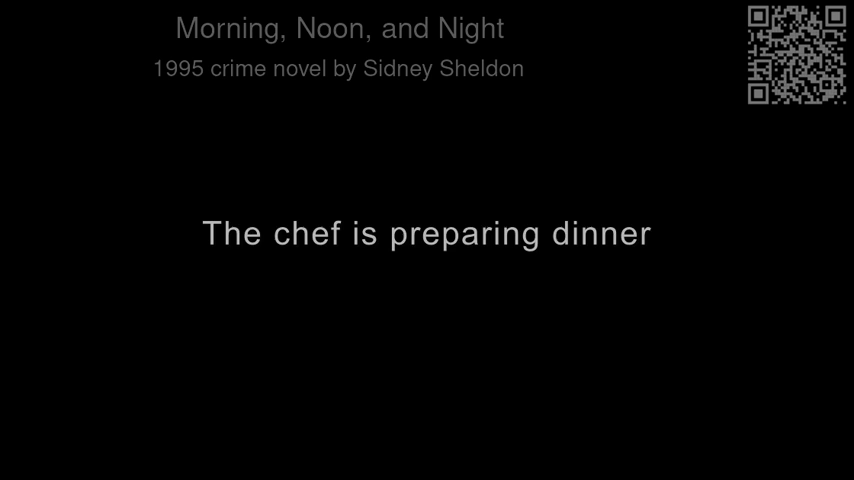 Morning, Noon, and Night
1995 crime novel by Sidney Sheldon
The chef is preparing dinner